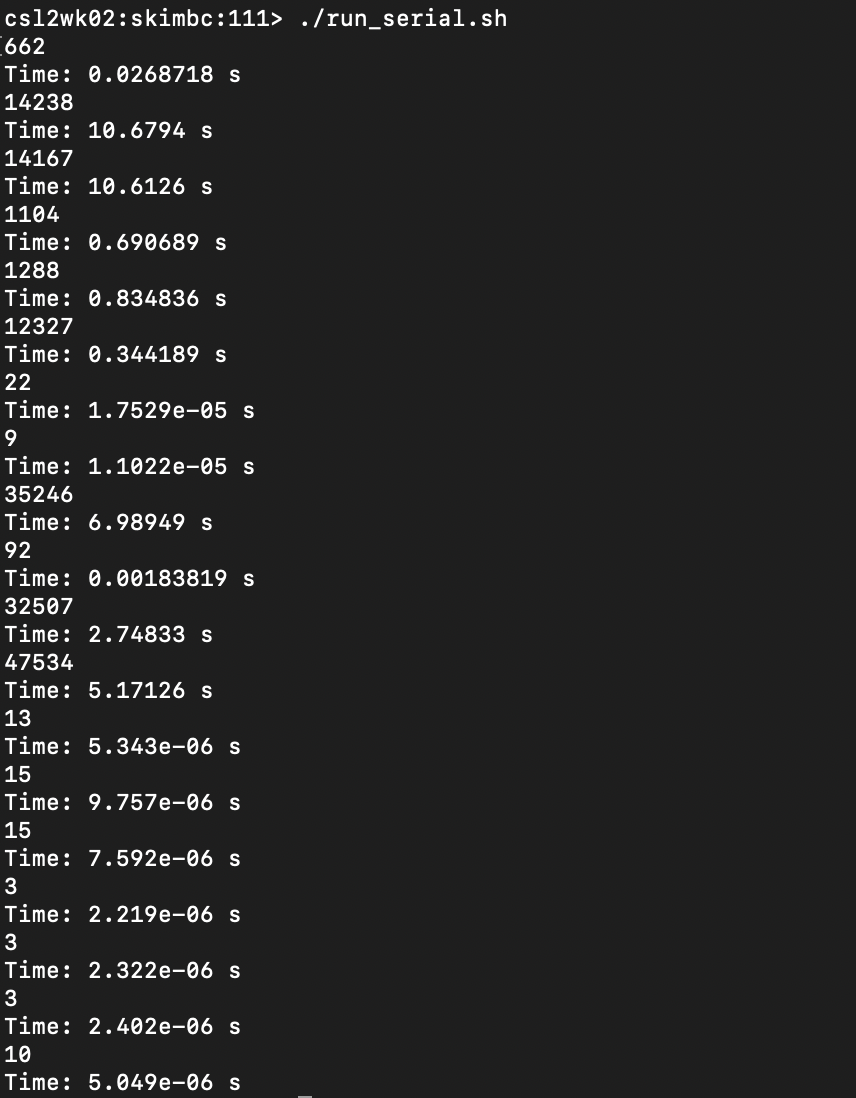 csl2wk02:skimbc:111> ./run_serial.sh
662
Time: 0.0268718 s
14238
Time: 10.6794 s
14167
Time: 10.6126 s
1104
Time: 0.690689 s
1288
Time: 0.834836 s
12327
Time: 0.344189 s
22
Time: 1.7529e-05 s
9
Time: 1.1022e-05 s
35246
Time: 6.98949 s
92
Time: 0.00183819 s
32507
Time: 2.74833 s
47534
Time: 5.17126 s
13
Time: 5.343e-06 s
15
Time: 9.757e-06 s
15
Time: 7.592e-06 s
3
Time: 2.219e-06 s
3
Time: 2.322e-06 s
3
Time: 2.402e-06 s
10
Time: 5.049e-06 s